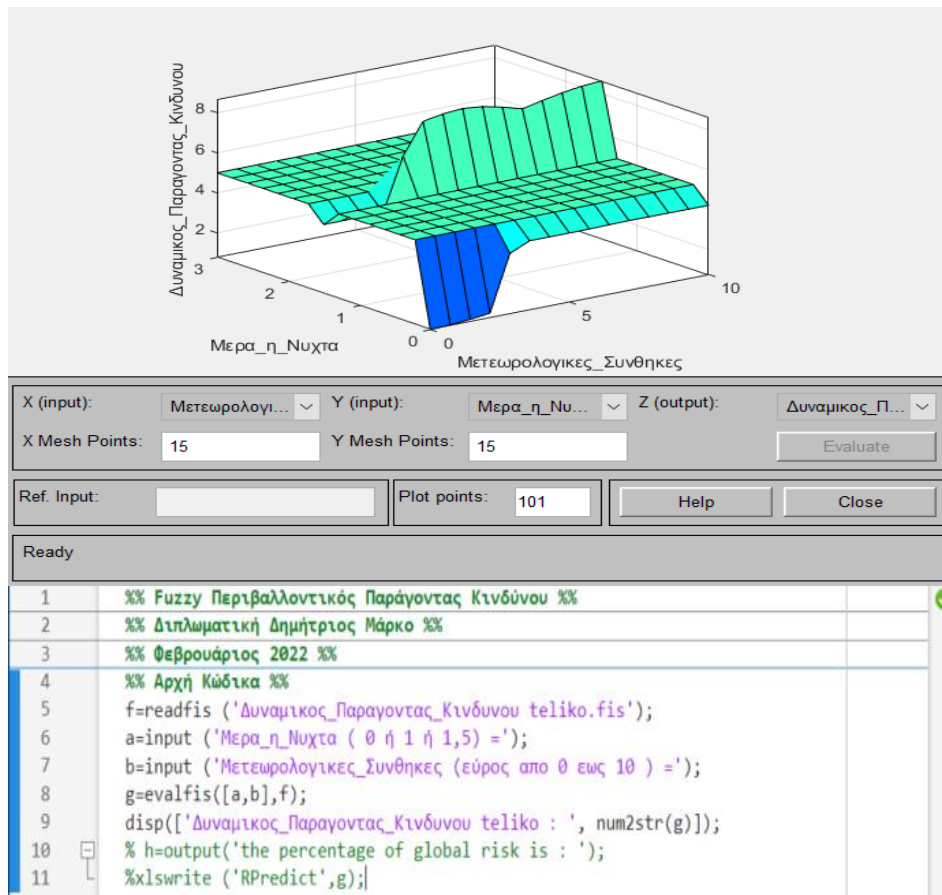 8
6
4
2
3
2
1
0
0
5
10
Δυναμικος_Παραγοντας_Κινδυνου
Μερα_η_Νυχτα
Μετεωρολογικες_Συνθηκες
X (input): Μετεωρολογι... Y (input): Μερα_η_Νυ... Z (output): Δυναμικος_Π...
X Mesh Points: 15 Y Mesh Points: 15 Evaluate
Ref. Input: Plot points: 101 Help Close
Ready
1 %% Fuzzy Περιβαλλοντικός Παράγοντας Κινδύνου %%
2 %% Διπλωματική Δημήτριος Μάρκο %%
3 %% Φεβρουάριος 2022 %%
4 %% Αρχή Κώδικα %%
5 f=readfis ('Δυναμικος_Παραγοντας_Κινδυνου teliko.fis');
6 a=input ('Μερα_η_Νυχτα ( 0 ή 1 ή 1,5) =');
7 b=input ('Μετεωρολογικες_Συνθηκες (εύρος απο 0 εως 10 ) =');
8 g=evalfis([a,b],f);
9 disp(['Δυναμικος_Παραγοντας_Κινδυνου teliko : ', num2str(g)]);
10 % h=output('the percentage of global risk is : ');
11 %xlswrite ('RPredict',g);